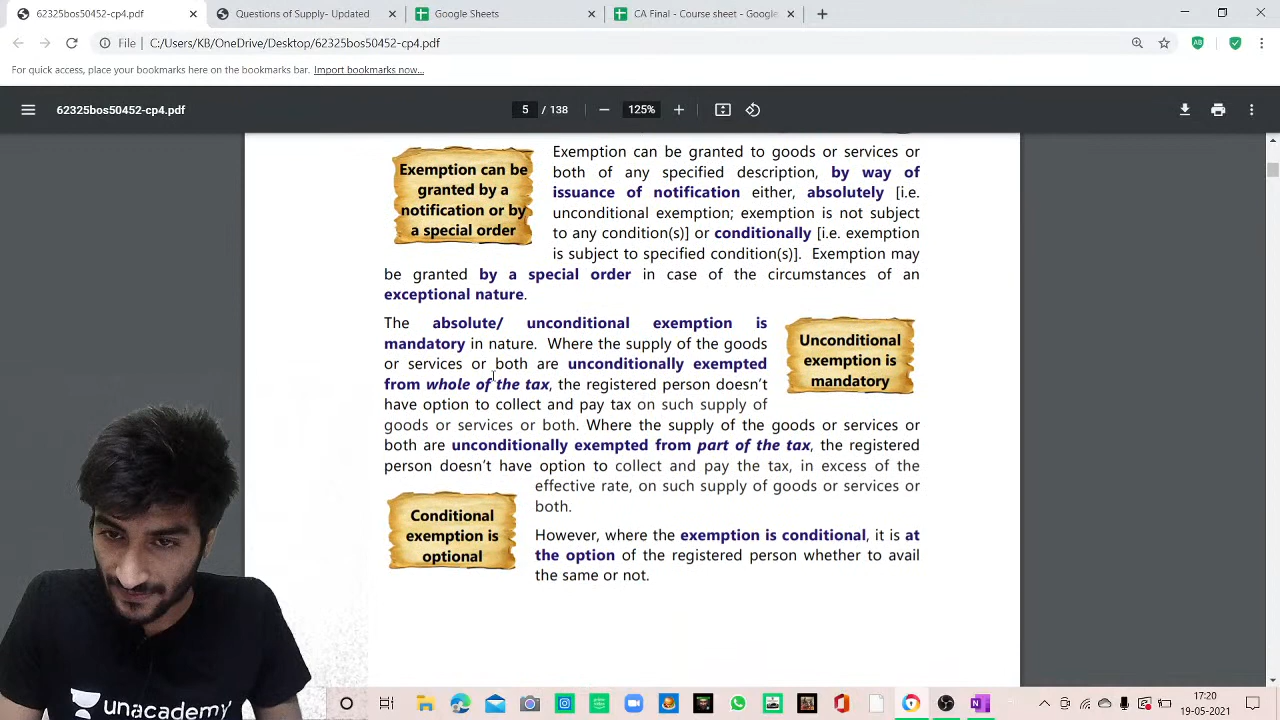 62325bos50452-cp4.pdf
Questions of Supply- Updated
Google Sheets
CA Final - Course sheet - Google
File
C:/Users/KB/OneDrive/Desktop/62325bos50452-cp4.pdf
For quick access, place your bookmarks here on the bookmarks bar. Import bookmarks now...
62325bos50452-cp4.pdf
5 / 138
125%
Exemption can be
granted by a
notification or by
a special order
Exemption can be granted to goods or services or
both of any specified description, by way of
issuance of notification either, absolutely [i.e.
unconditional exemption; exemption is not subject
to any condition(s)] or conditionally [i.e. exemption
is subject to specified condition(s)]. Exemption may
be granted by a special order in case of the circumstances of an
exceptional nature.
The absolute/ unconditional exemption is
mandatory in nature. Where the supply of the goods
or services or both are unconditionally exempted
from whole of the tax, the registered person doesn't
have option to collect and pay tax on such supply of
goods or services or both. Where the supply of the goods or services or
both are unconditionally exempted from part of the tax, the registered
person doesn't have option to collect and pay the tax, in excess of the
effective rate, on such supply of goods or services or
both.
Unconditional
exemption is
mandatory
Conditional
exemption is
optional
However, where the exemption is conditional, it is at
the option of the registered person whether to avail
the same or not.
unacademy
17:20
19-05-2021